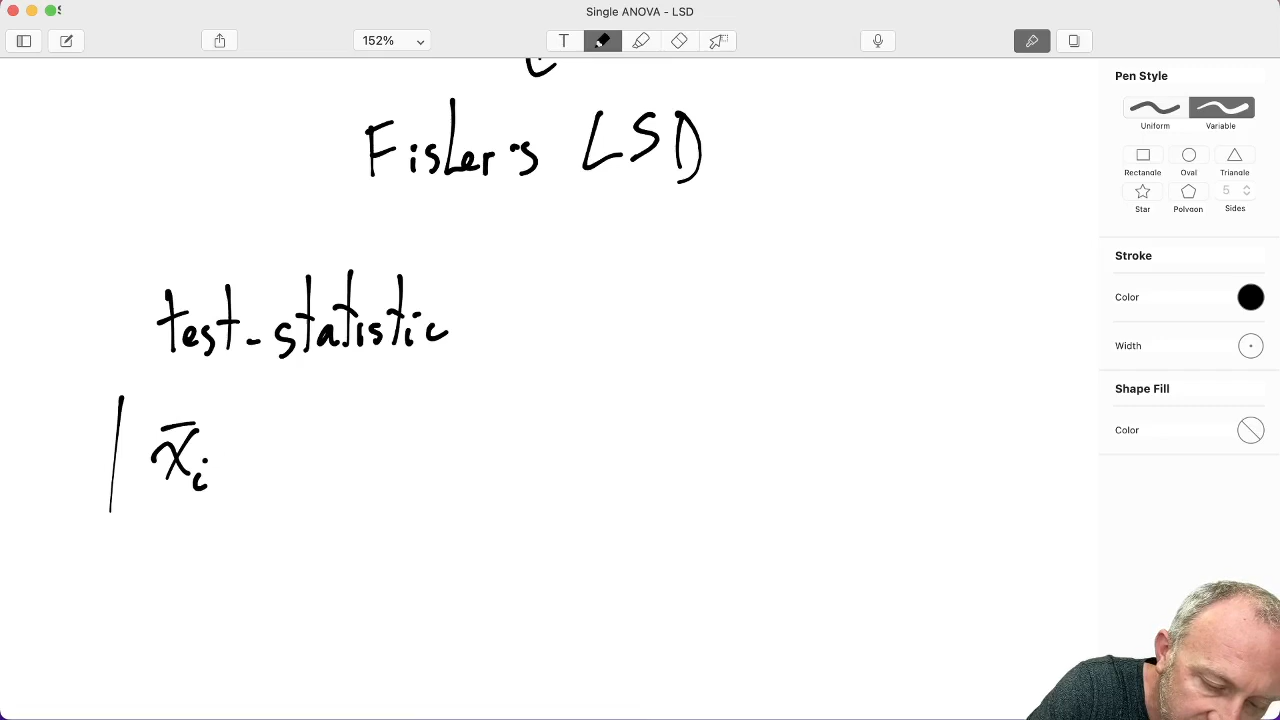 Single ANOVA - LSD
152%
T
Pen Style
Uniform Variable
Rectangle Oval Triangle
5
Star Polygon Sides
Stroke
Color
Width
Shape Fill
Color
Fisher's LSD
test-statistic
| x̄ᵢ